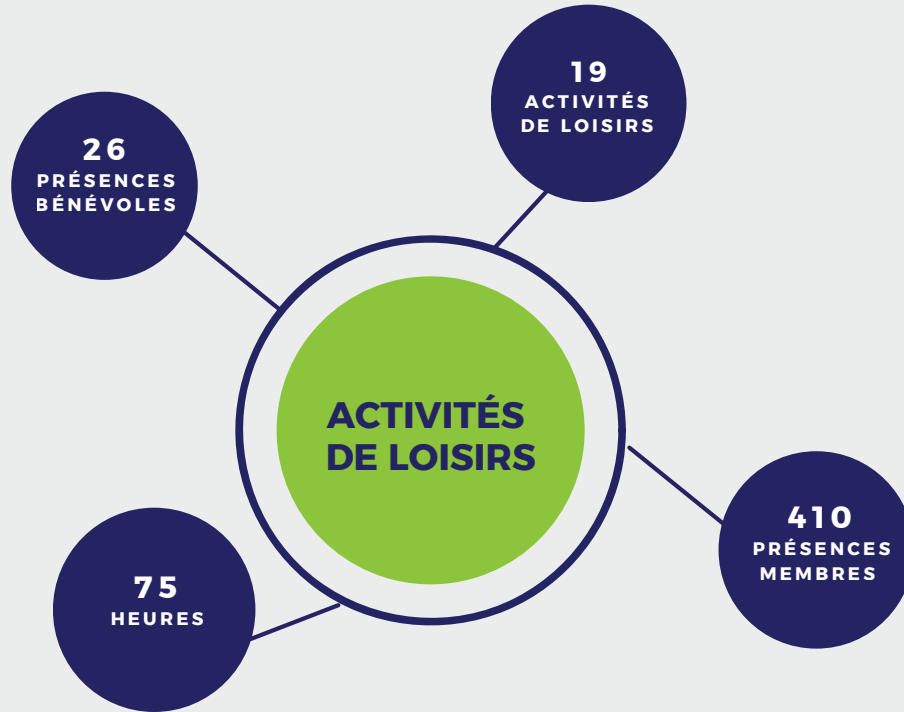 19
ACTIVITÉS
DE LOISIRS
26
PRÉSENCES
BÉNÉVOLES
ACTIVITÉS
DE LOISIRS
410
PRÉSENCES
MEMBRES
75
HEURES